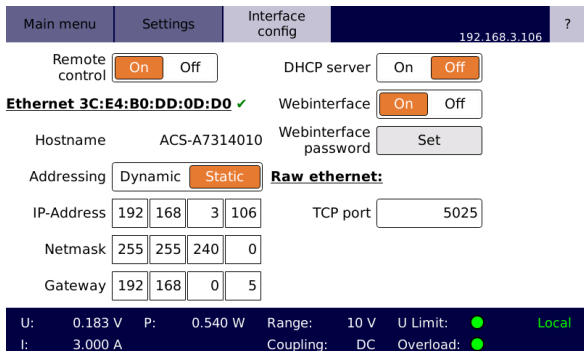 Main menu Settings Interface config 192.168.3.106 ?
Remote control On Off DHCP server On Off
Ethernet 3C:E4:B0:DD:0D:D0 ✔ Webinterface On Off
Hostname ACS-A7314010 Webinterface password Set
Addressing Dynamic Static Raw ethernet:
IP-Address 192 168 3 106 TCP port 5025
Netmask 255 255 240 0
Gateway 192 168 0 5
U: 0.183 V P: 0.540 W Range: 10 V U Limit: Local
I: 3.000 A Coupling: DC Overload: